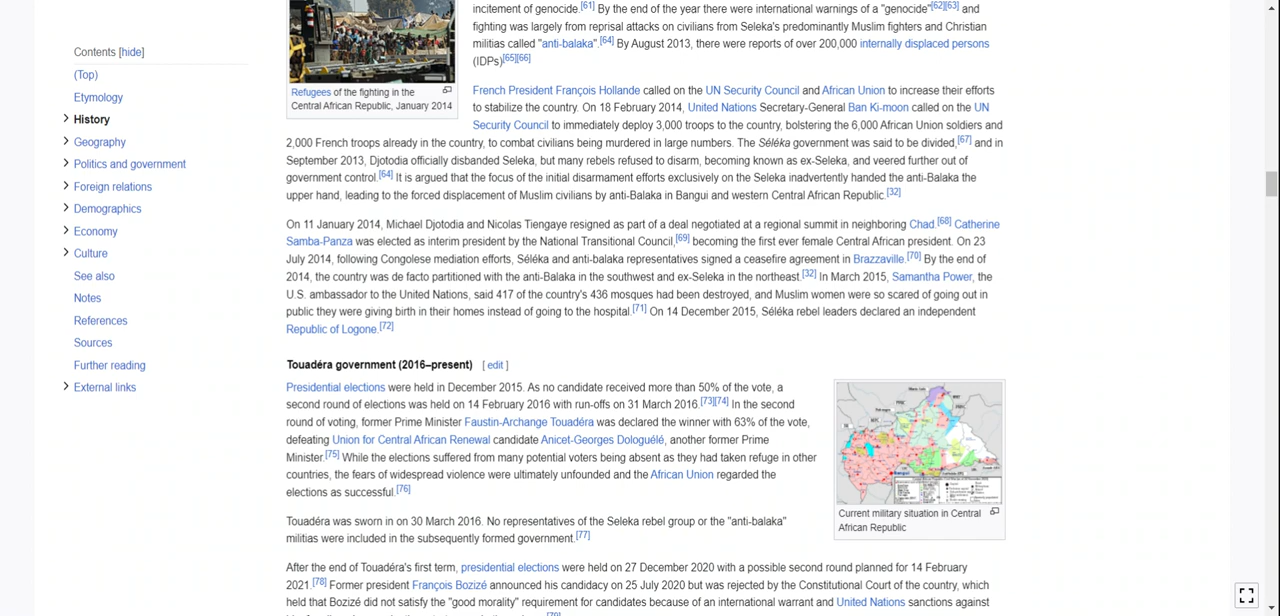 Contents [hide]
(Top)
Etymology
History
Geography
Politics and government
Foreign relations
Demographics
Economy
Culture
See also
Notes
References
Sources
Further reading
External links
incitement of genocide.[61] By the end of the year there were international warnings of a "genocide"[62][63] and
fighting was largely from reprisal attacks on civilians from Seleka's predominantly Muslim fighters and Christian
militias called "anti-balaka".[64] By August 2013, there were reports of over 200,000 internally displaced persons
(IDPs)[65][66]
Refugees of the fighting in the
Central African Republic, January 2014
French President François Hollande called on the UN Security Council and African Union to increase their efforts
to stabilize the country. On 18 February 2014, United Nations Secretary-General Ban Ki-moon called on the UN
Security Council to immediately deploy 3,000 troops to the country, bolstering the 6,000 African Union soldiers and
2,000 French troops already in the country, to combat civilians being murdered in large numbers. The Séléka government was said to be divided,[67] and in
September 2013, Djotodia officially disbanded Seleka, but many rebels refused to disarm, becoming known as ex-Seleka, and veered further out of
government control.[64] It is argued that the focus of the initial disarmament efforts exclusively on the Seleka inadvertently handed the anti-Balaka the
upper hand, leading to the forced displacement of Muslim civilians by anti-Balaka in Bangui and western Central African Republic.[32]
On 11 January 2014, Michael Djotodia and Nicolas Tiengaye resigned as part of a deal negotiated at a regional summit in neighboring Chad.[68] Catherine
Samba-Panza was elected as interim president by the National Transitional Council,[69] becoming the first ever female Central African president. On 23
July 2014, following Congolese mediation efforts, Séléka and anti-balaka representatives signed a ceasefire agreement in Brazzaville.[70] By the end of
2014, the country was de facto partitioned with the anti-Balaka in the southwest and ex-Seleka in the northeast.[32] In March 2015, Samantha Power, the
U.S. ambassador to the United Nations, said 417 of the country's 436 mosques had been destroyed, and Muslim women were so scared of going out in
public they were giving birth in their homes instead of going to the hospital.[71] On 14 December 2015, Séléka rebel leaders declared an independent
Republic of Logone.[72]
Touadéra government (2016–present) [ edit ]
Presidential elections were held in December 2015. As no candidate received more than 50% of the vote, a
second round of elections was held on 14 February 2016 with run-offs on 31 March 2016.[73][74] In the second
round of voting, former Prime Minister Faustin-Archange Touadéra was declared the winner with 63% of the vote,
defeating Union for Central African Renewal candidate Anicet-Georges Dologuélé, another former Prime
Minister.[75] While the elections suffered from many potential voters being absent as they had taken refuge in other
countries, the fears of widespread violence were ultimately unfounded and the African Union regarded the
elections as successful.[76]
Current military situation in Central
African Republic
Touadéra was sworn in on 30 March 2016. No representatives of the Seleka rebel group or the "anti-balaka"
militias were included in the subsequently formed government.[77]
After the end of Touadéra's first term, presidential elections were held on 27 December 2020 with a possible second round planned for 14 February
2021.[78] Former president François Bozizé announced his candidacy on 25 July 2020 but was rejected by the Constitutional Court of the country, which
held that Bozizé did not satisfy the "good morality" requirement for candidates because of an international warrant and United Nations sanctions against